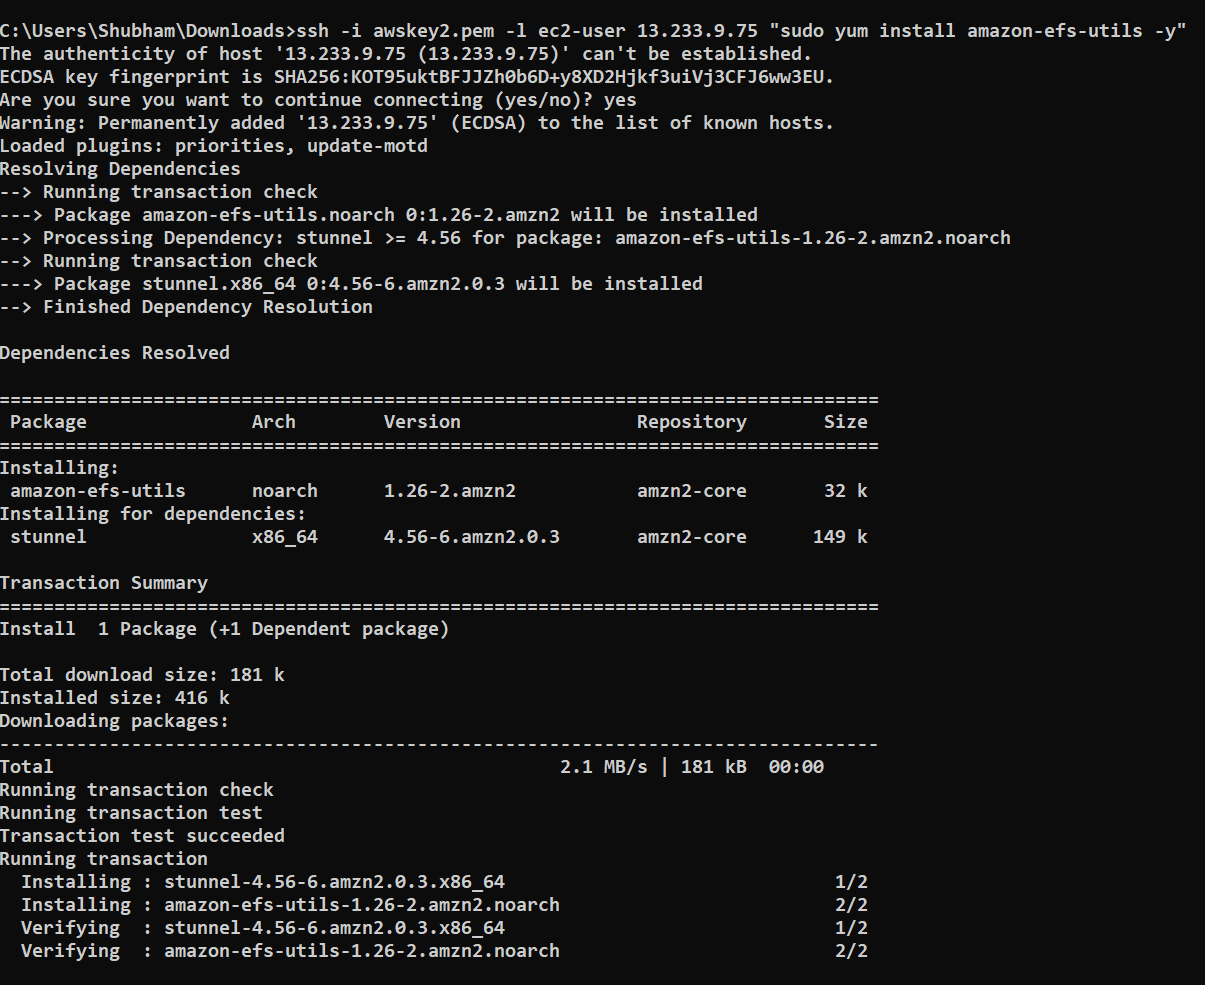 C:\Users\Shubham\Downloads>ssh -i awskey2.pem -l ec2-user 13.233.9.75 "sudo yum install amazon-efs-utils -y"
The authenticity of host '13.233.9.75 (13.233.9.75)' can't be established.
ECDSA key fingerprint is SHA256:KOT95uktBFJJZh0b6D+y8XD2Hjkf3uiVj3CFJ6ww3EU.
Are you sure you want to continue connecting (yes/no)? yes
Warning: Permanently added '13.233.9.75' (ECDSA) to the list of known hosts.
Loaded plugins: priorities, update-motd
Resolving Dependencies
--> Running transaction check
---> Package amazon-efs-utils.noarch 0:1.26-2.amzn2 will be installed
--> Processing Dependency: stunnel >= 4.56 for package: amazon-efs-utils-1.26-2.amzn2.noarch
--> Running transaction check
---> Package stunnel.x86_64 0:4.56-6.amzn2.0.3 will be installed
--> Finished Dependency Resolution
Dependencies Resolved
================================================================================
 Package               Arch        Version                Repository       Size
================================================================================
Installing:
 amazon-efs-utils      noarch      1.26-2.amzn2           amzn2-core       32 k
Installing for dependencies:
 stunnel               x86_64      4.56-6.amzn2.0.3       amzn2-core      149 k
Transaction Summary
================================================================================
Install  1 Package (+1 Dependent package)
Total download size: 181 k
Installed size: 416 k
Downloading packages:
--------------------------------------------------------------------------------
Total                                              2.1 MB/s | 181 kB  00:00
Running transaction check
Running transaction test
Transaction test succeeded
Running transaction
  Installing : stunnel-4.56-6.amzn2.0.3.x86_64                              1/2
  Installing : amazon-efs-utils-1.26-2.amzn2.noarch                         2/2
  Verifying  : stunnel-4.56-6.amzn2.0.3.x86_64                              1/2
  Verifying  : amazon-efs-utils-1.26-2.amzn2.noarch                         2/2